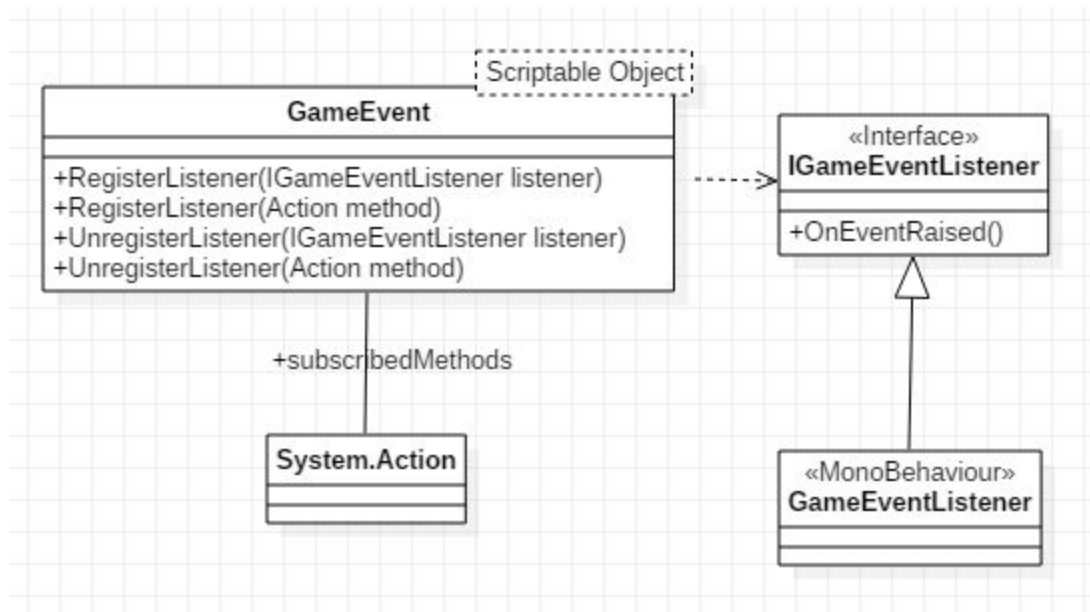 Scriptable Object
GameEvent
+RegisterListener(IGameEventListener listener)
+RegisterListener(Action method)
+UnregisterListener(IGameEventListener listener)
+UnregisterListener(Action method)
«Interface»
IGameEventListener
+OnEventRaised()
+subscribedMethods
System.Action
«MonoBehaviour»
GameEventListener